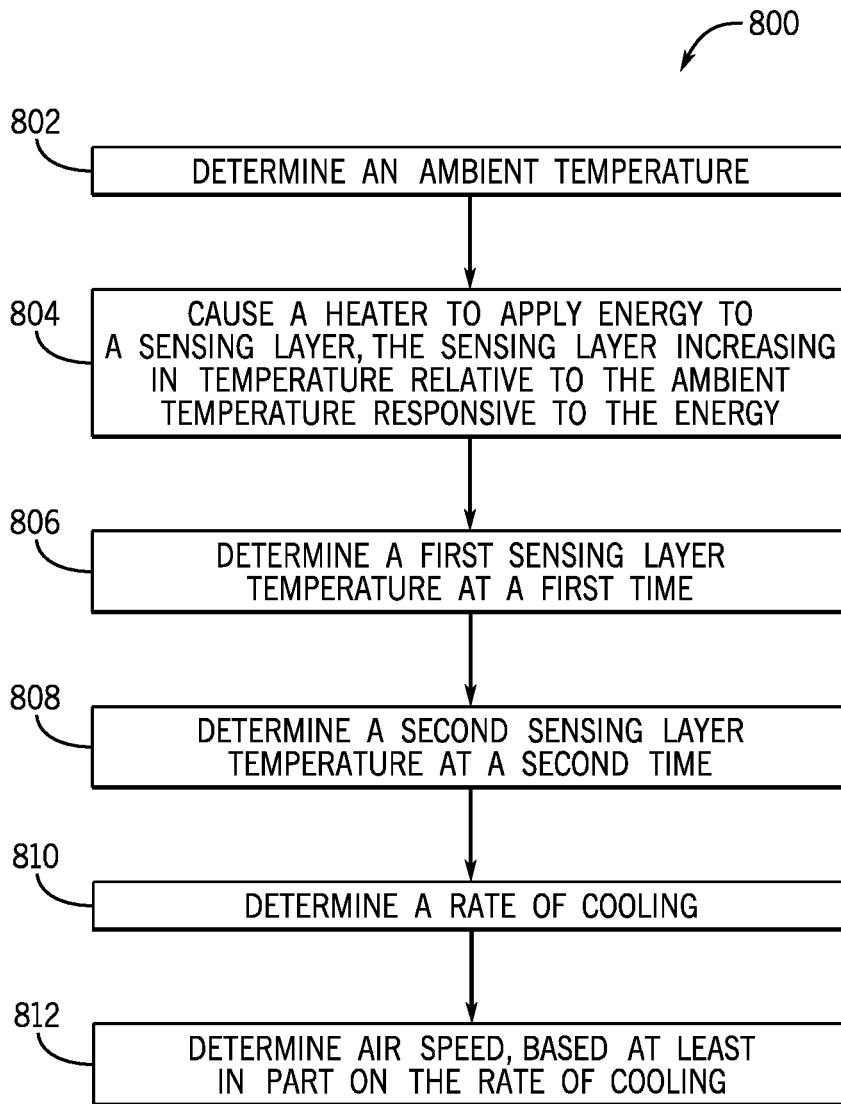 800
802
DETERMINE AN AMBIENT TEMPERATURE
804
CAUSE A HEATER TO APPLY ENERGY TO
A SENSING LAYER, THE SENSING LAYER INCREASING
IN TEMPERATURE RELATIVE TO THE AMBIENT
TEMPERATURE RESPONSIVE TO THE ENERGY
806
DETERMINE A FIRST SENSING LAYER
TEMPERATURE AT A FIRST TIME
808
DETERMINE A SECOND SENSING LAYER
TEMPERATURE AT A SECOND TIME
810
DETERMINE A RATE OF COOLING
812
DETERMINE AIR SPEED, BASED AT LEAST
IN PART ON THE RATE OF COOLING